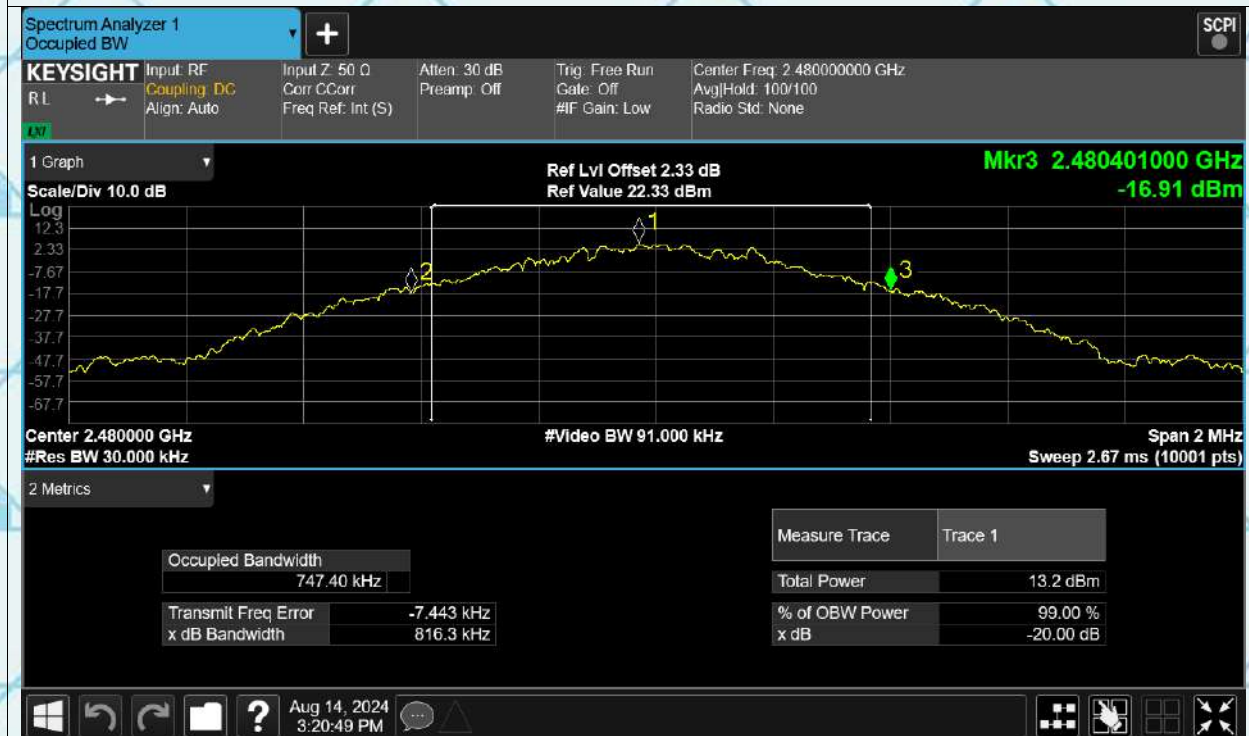 Spectrum Analyzer 1
Occupied BW
+
SCPI
KEYSIGHT
RL
LXI
Input: RF
Coupling: DC
Align: Auto
Input Z: 50 Ω
Corr CCorr
Freq Ref: Int (S)
Atten: 30 dB
Preamp: Off
Trig: Free Run
Gate: Off
#IF Gain: Low
Center Freq: 2.480000000 GHz
Avg|Hold: 100/100
Radio Std: None
1 Graph
Scale/Div 10.0 dB
Ref Lvl Offset 2.33 dB
Ref Value 22.33 dBm
Mkr3 2.480401000 GHz
-16.91 dBm
Log
12.3
2.33
-7.67
-17.7
-27.7
-37.7
-47.7
-57.7
-67.7
1
2
3
Center 2.480000 GHz
#Video BW 91.000 kHz
Span 2 MHz
#Res BW 30.000 kHz
Sweep 2.67 ms (10001 pts)
2 Metrics
Occupied Bandwidth
747.40 kHz
Transmit Freq Error -7.443 kHz
x dB Bandwidth 816.3 kHz
Measure Trace Trace 1
Total Power 13.2 dBm
% of OBW Power 99.00 %
x dB -20.00 dB
?
Aug 14, 2024
3:20:49 PM